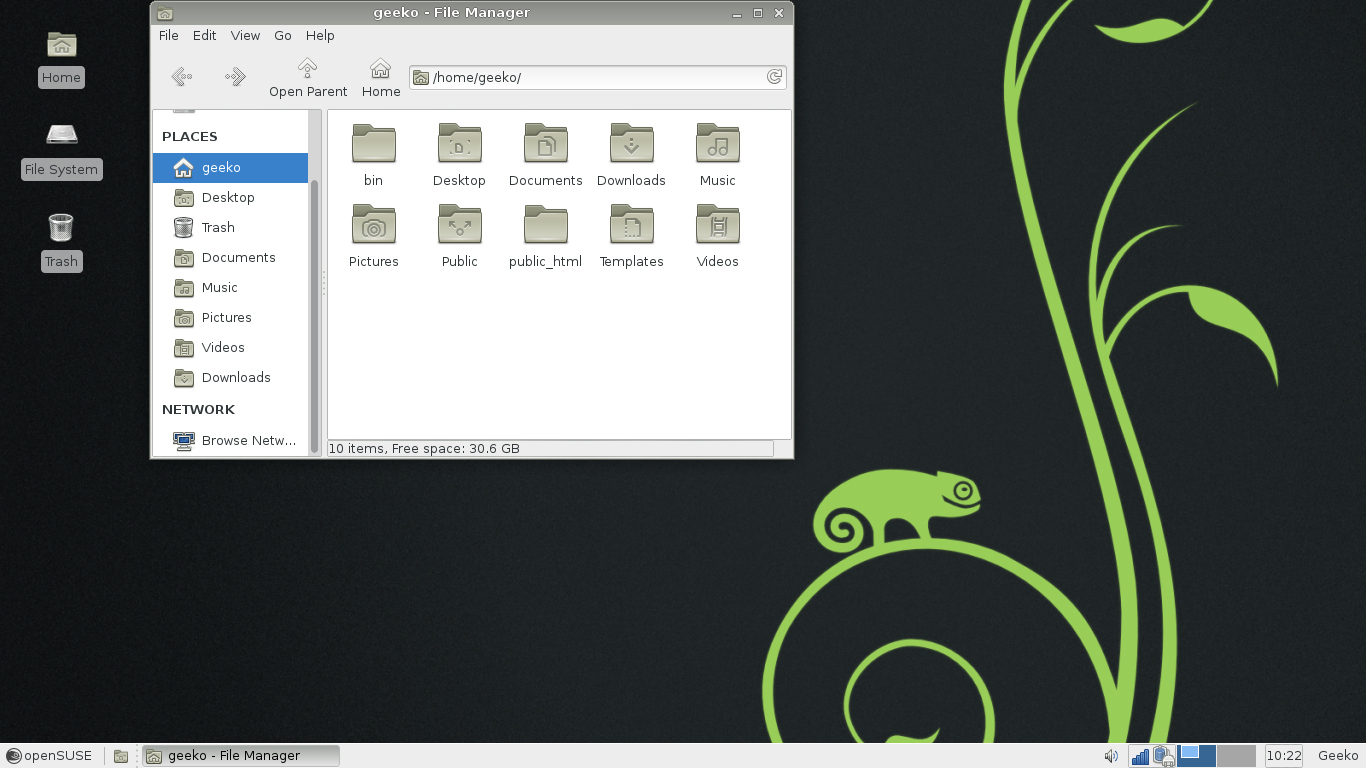 geeko - File Manager
File Edit View Go Help
Open Parent Home /home/geeko/
Home
File System
Trash
PLACES
geeko
Desktop
Trash
Documents
Music
Pictures
Videos
Downloads
NETWORK
Browse Netw...
bin Desktop Documents Downloads Music
Pictures Public public_html Templates Videos
10 items, Free space: 30.6 GB
openSUSE geeko - File Manager 10:22 Geeko